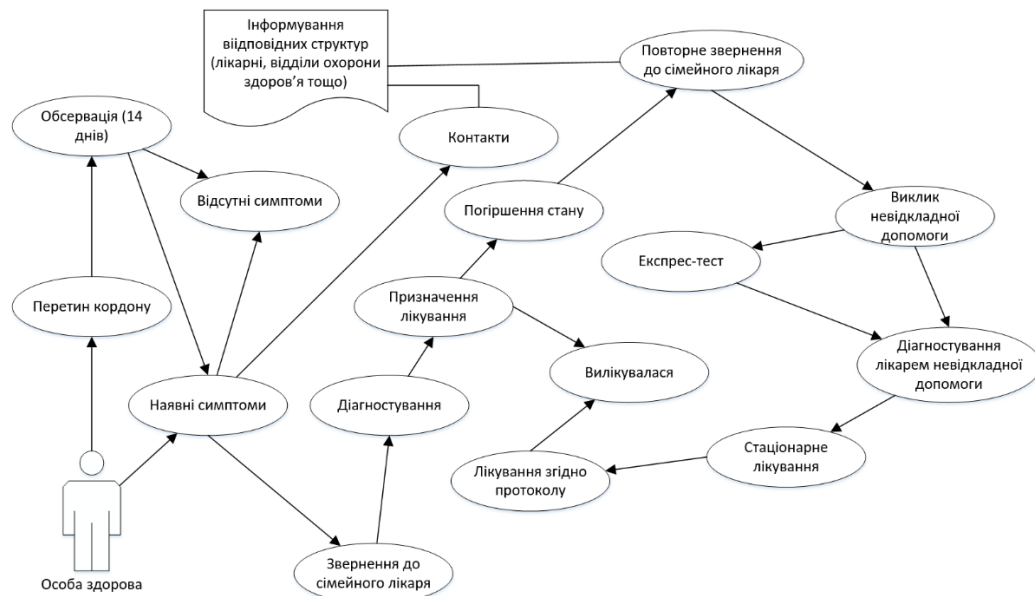 Інформування
віідповідних структур
(лікарні, відділи охорони
здоров’я тощо)
Повторне звернення
до сімейного лікаря
Обсервація (14
днів)
Контакти
Відсутні симптоми
Погіршення стану
Виклик
невідкладної
допомоги
Експрес-тест
Перетин кордону
Призначення
лікування
Діагностування
лікарем невідкладної
допомоги
Вилікувалася
Наявні симптоми
Діагностування
Стаціонарне
лікування
Лікування згідно
протоколу
Звернення до
сімейного лікаря
Особа здорова